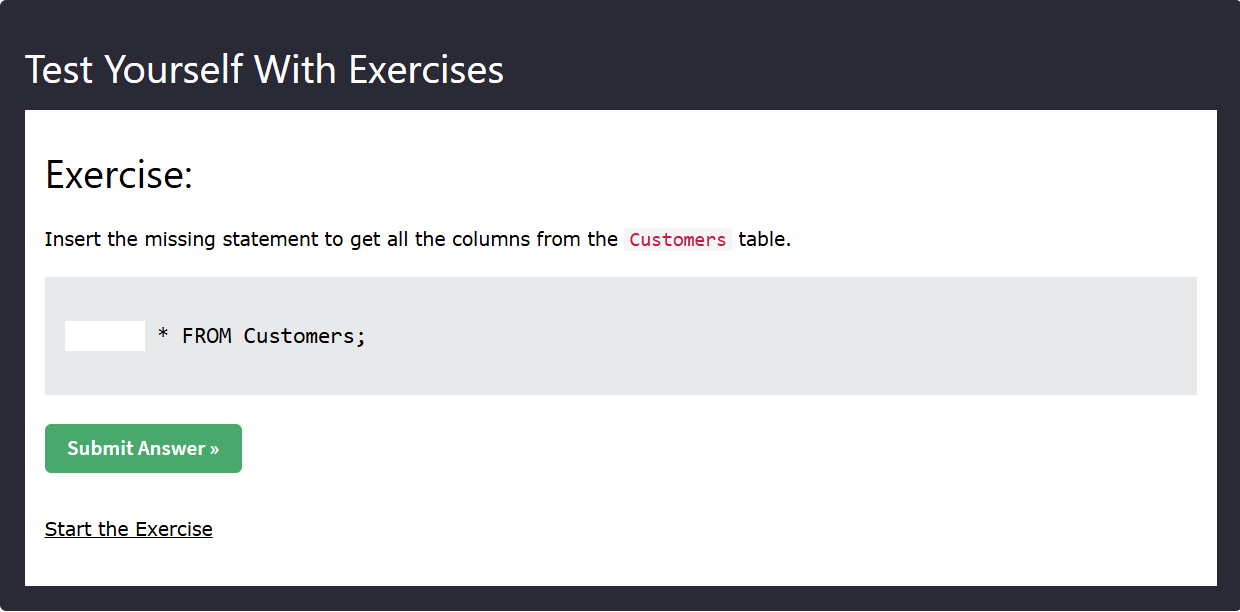 Test Yourself With Exercises
Exercise:
Insert the missing statement to get all the columns from the Customers table.
* FROM Customers;
Submit Answer »
Start the Exercise